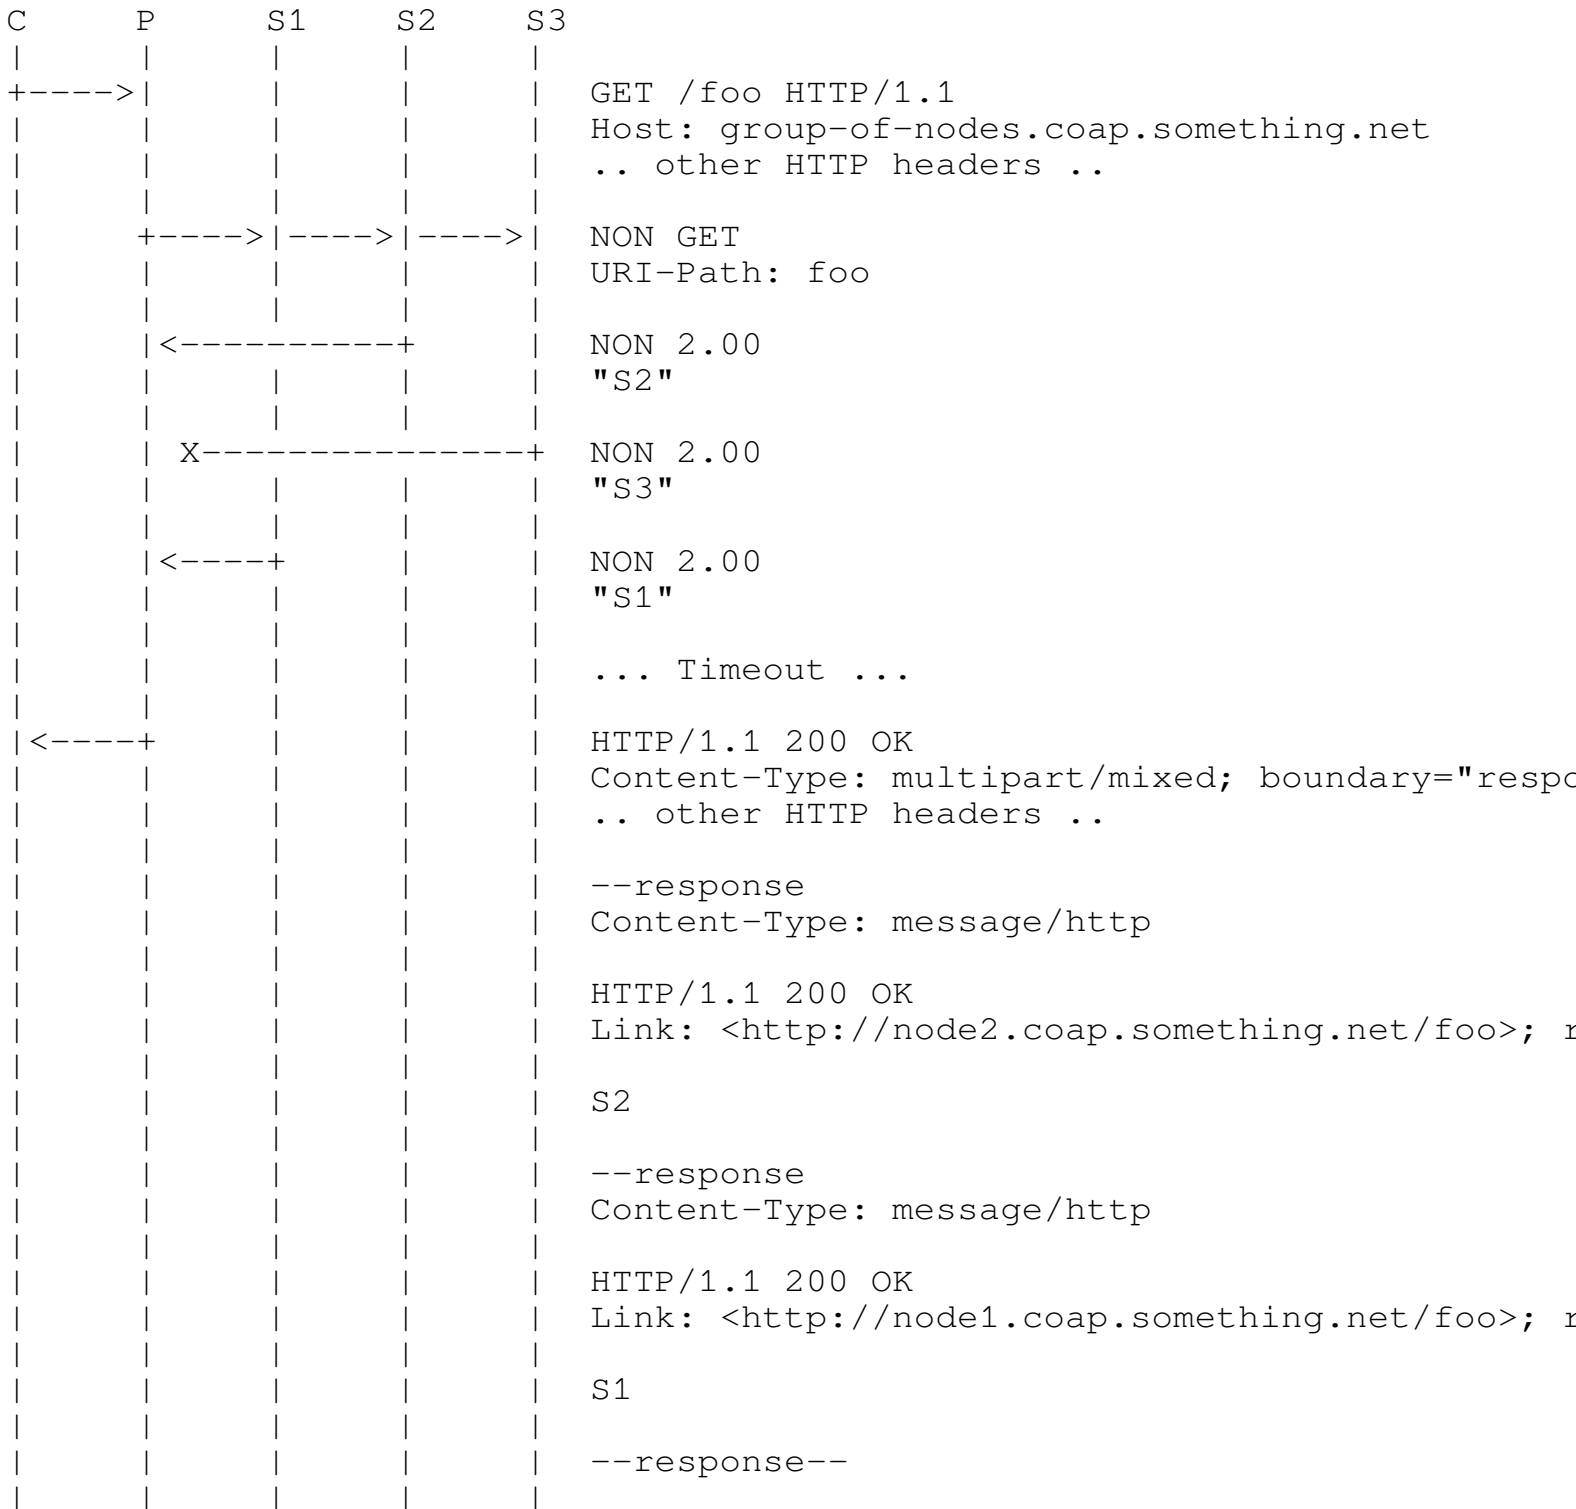 C P S1 S2 S3
GET /foo HTTP/1.1
Host: group-of-nodes.coap.something.net
.. other HTTP headers ..
NON GET
URI-Path: foo
NON 2.00
"S2"
X NON 2.00
"S3"
NON 2.00
"S1"
... Timeout ...
HTTP/1.1 200 OK
Content-Type: multipart/mixed;
.. other HTTP headers ..
--response
Content-Type: message/http
HTTP/1.1 200 OK
Link: <http://node2.coap.something.net/foo>;
S2
--response
Content-Type: message/http
HTTP/1.1 200 OK
Link: <http://node1.coap.something.net/foo>;
S1
--response--